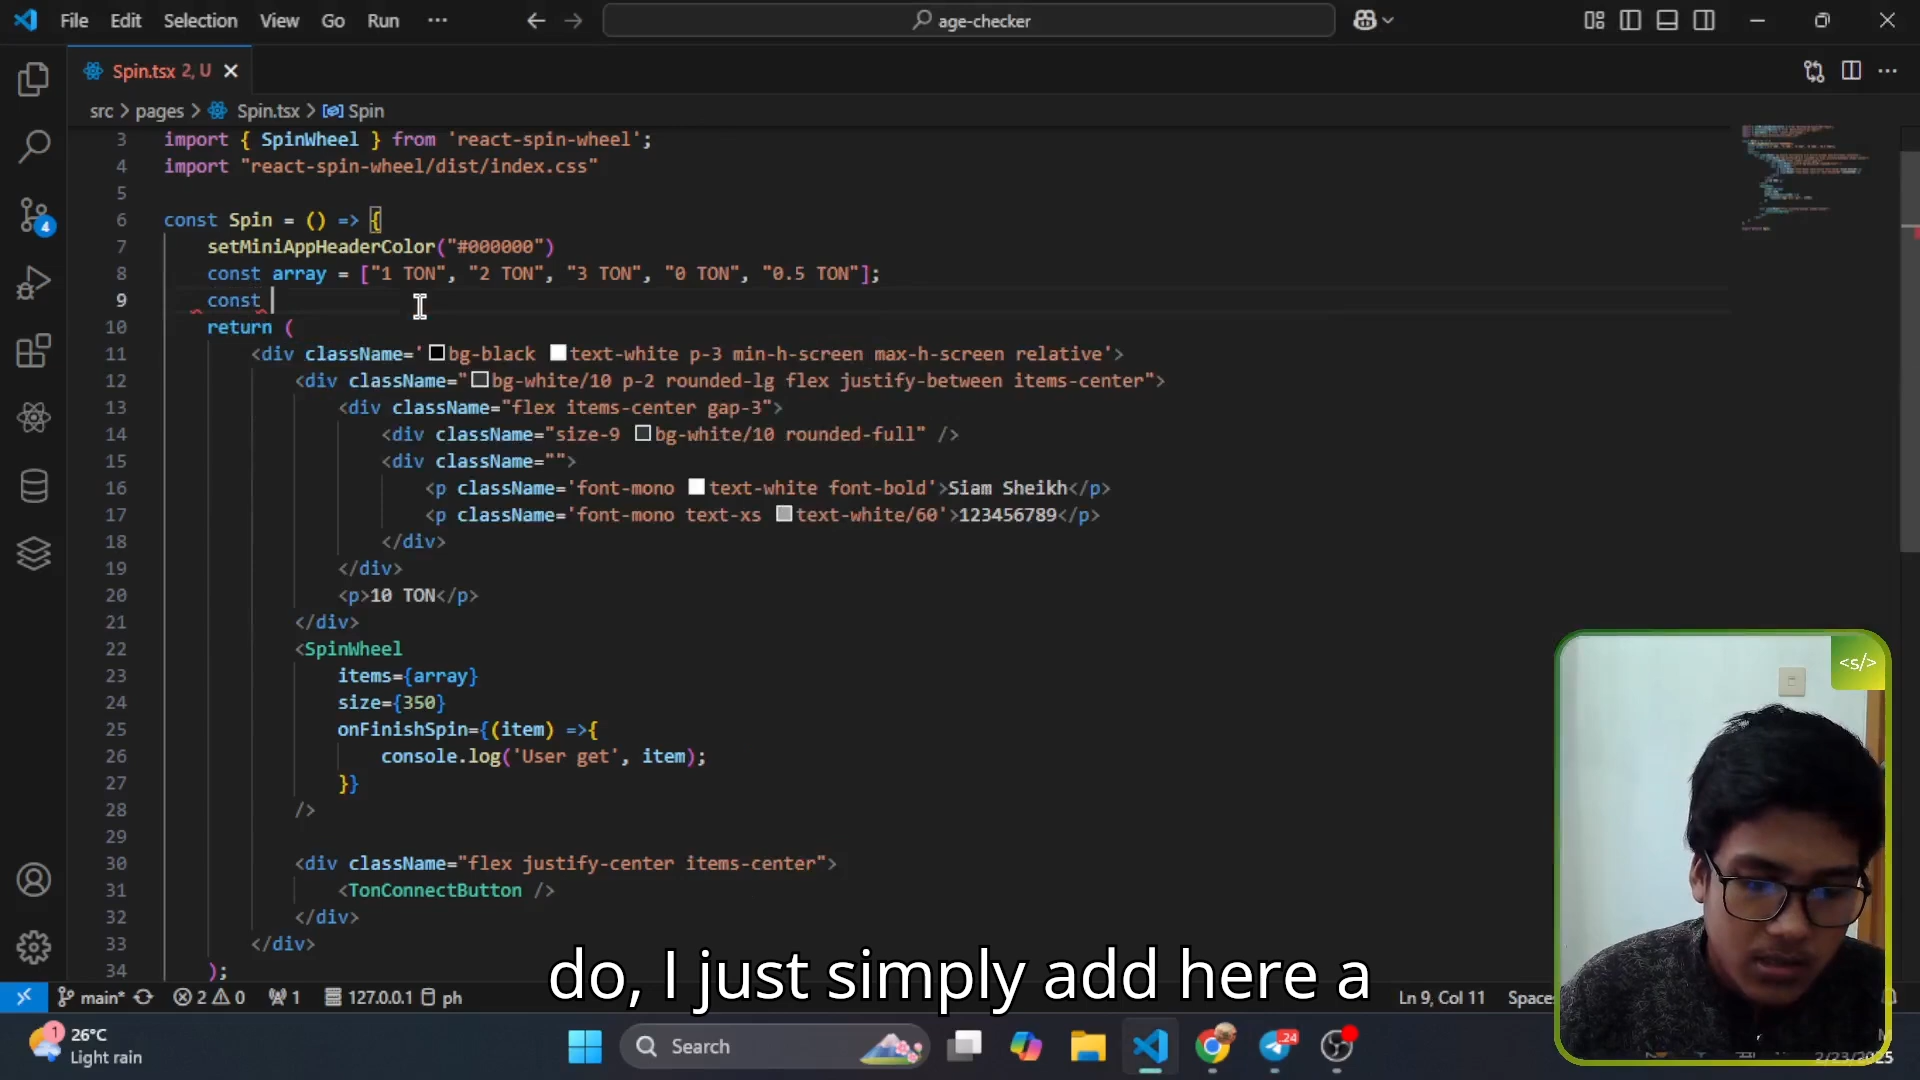 File Edit Selection View Go Run ··· age-checker
Spin.tsx 2, U
src > pages > Spin.tsx > Spin
3 import { SpinWheel } from 'react-spin-wheel';
4 import "react-spin-wheel/dist/index.css"
5
6 const Spin = () => {
7 setMiniAppHeaderColor("#000000")
8 const array = ["1 TON", "2 TON", "3 TON", "0 TON", "0.5 TON"];
9 const
10 return (
11 <div className='bg-black text-white p-3 min-h-screen max-h-screen relative'>
12 <div className="bg-white/10 p-2 rounded-lg flex justify-between items-center">
13 <div className="flex items-center gap-3">
14 <div className="size-9 bg-white/10 rounded-full" />
15 <div className="">
16 <p className='font-mono text-white font-bold'>Siam Sheikh</p>
17 <p className='font-mono text-xs text-white/60'>123456789</p>
18 </div>
19 </div>
20 <p>10 TON</p>
21 </div>
22 <SpinWheel
23 items={array}
24 size={350}
25 onFinishSpin={(item) =>{
26 console.log('User get', item);
27 }}
28 />
29
30 <div className="flex justify-center items-center">
31 <TonConnectButton />
32 </div>
33 </div>
34 );
<s/>
do, I just simply add here a
main* 2 0 1 127.0.0.1 ph Ln 9, Col 11
4
1
26°C
Light rain
Search
24
2/23/2025